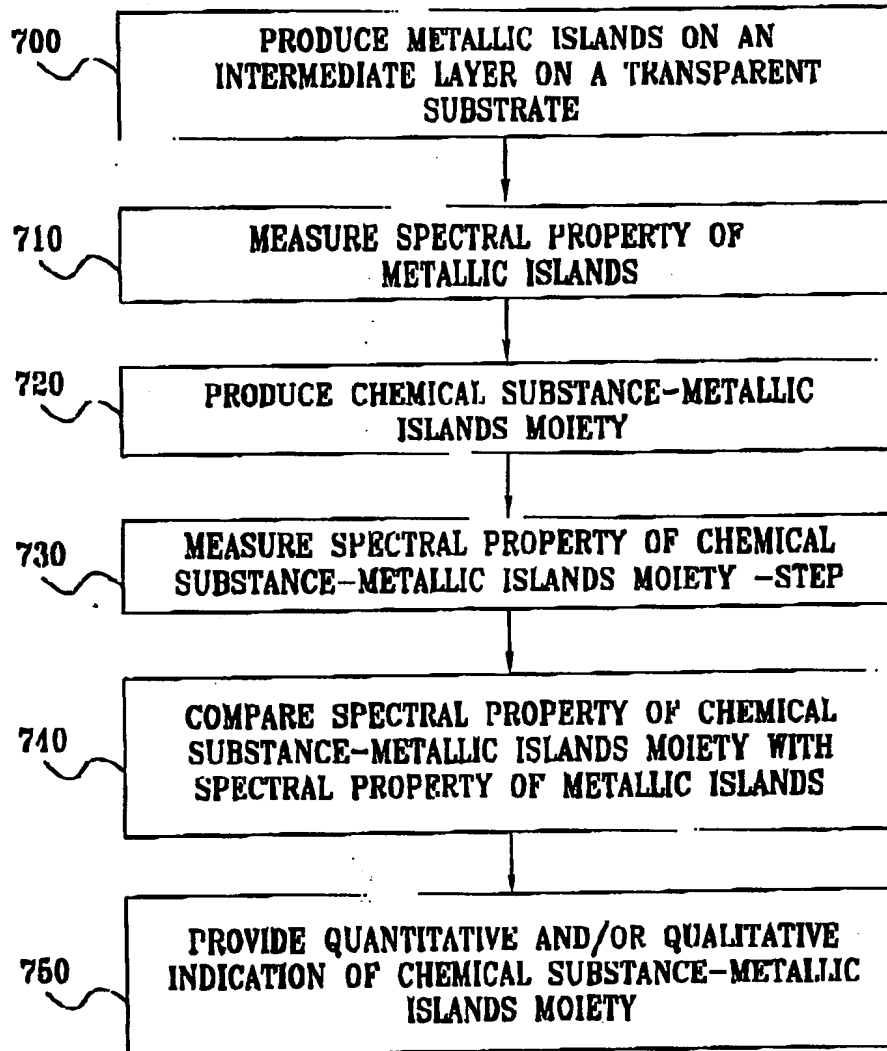 700
PRODUCE METALLIC ISLANDS ON AN
INTERMEDIATE LAYER ON A TRANSPARENT
SUBSTRATE
710
MEASURE SPECTRAL PROPERTY OF
METALLIC ISLANDS
720
PRODUCE CHEMICAL SUBSTANCE-METALLIC
ISLANDS MOIETY
730
MEASURE SPECTRAL PROPERTY OF CHEMICAL
SUBSTANCE-METALLIC ISLANDS MOIETY -STEP
740
COMPARE SPECTRAL PROPERTY OF CHEMICAL
SUBSTANCE-METALLIC ISLANDS MOIETY WITH
SPECTRAL PROPERTY OF METALLIC ISLANDS
750
PROVIDE QUANTITATIVE AND/OR QUALITATIVE
INDICATION OF CHEMICAL SUBSTANCE-METALLIC
ISLANDS MOIETY